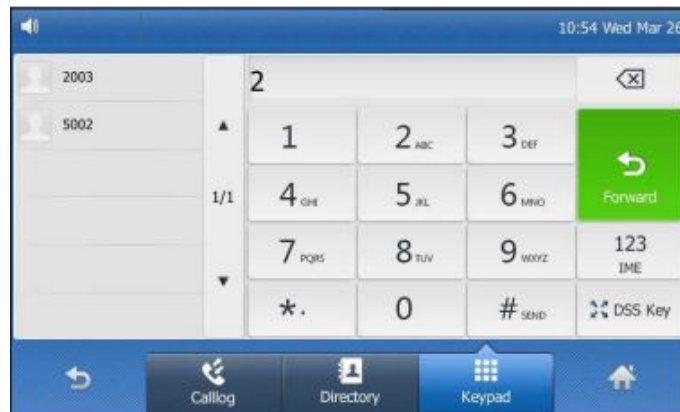 10:54 Wed Mar 26
2003
5002
1/1
2
1
2 ABC
3 DEF
4 GHI
5 JKL
6 MNO
7 PQRS
8 TUV
9 WXYZ
*.
0
# SEND
Forward
123
IME
DSS Key
Calllog
Directory
Keypad